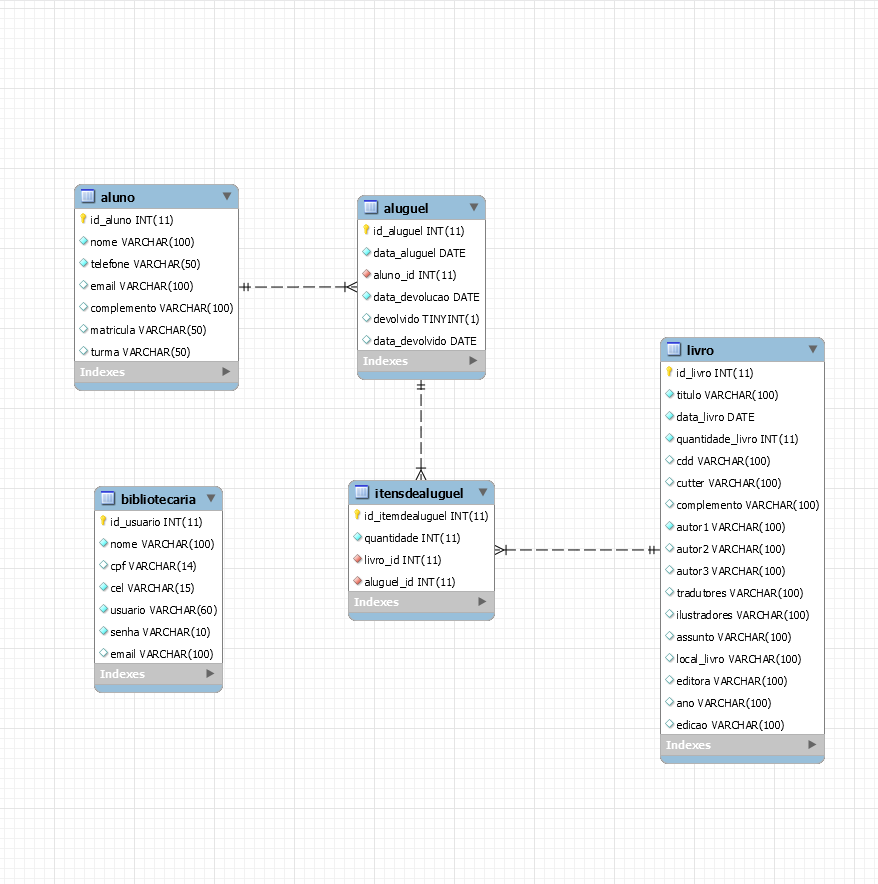 aluno
id_aluno INT(11)
nome VARCHAR(100)
telefone VARCHAR(50)
email VARCHAR(100)
complemento VARCHAR(100)
matricula VARCHAR(50)
turma VARCHAR(50)
Indexes
aluguel
id_aluguel INT(11)
data_aluguel DATE
aluno_id INT(11)
data_devolucao DATE
devolvido TINYINT(1)
data_devolvido DATE
Indexes
livro
id_livro INT(11)
titulo VARCHAR(100)
data_livro DATE
quantidade_livro INT(11)
cdd VARCHAR(100)
cutter VARCHAR(100)
complemento VARCHAR(100)
autor1 VARCHAR(100)
autor2 VARCHAR(100)
autor3 VARCHAR(100)
tradutores VARCHAR(100)
ilustradores VARCHAR(100)
assunto VARCHAR(100)
local_livro VARCHAR(100)
editora VARCHAR(100)
ano VARCHAR(100)
edicao VARCHAR(100)
Indexes
bibliotecaria
id_usuario INT(11)
nome VARCHAR(100)
cpf VARCHAR(14)
cel VARCHAR(15)
usuario VARCHAR(60)
senha VARCHAR(10)
email VARCHAR(100)
Indexes
itensdealuguel
id_itemdealuguel INT(11)
quantidade INT(11)
livro_id INT(11)
aluguel_id INT(11)
Indexes